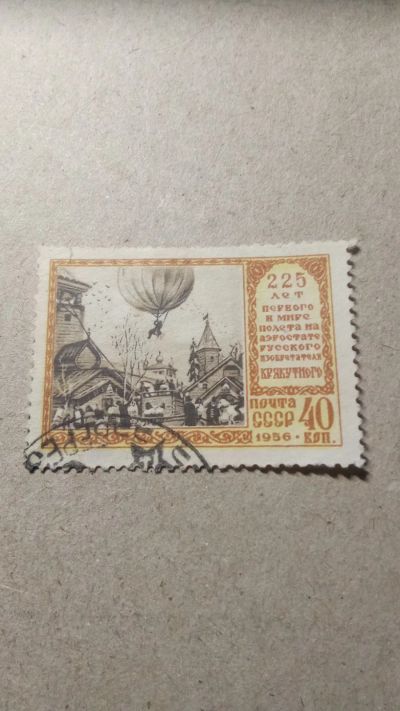 225
ЛЕТ
ПЕРВОГО
В МИРЕ
ПОЛЕТА НА
АЭРОСТАТЕ
РУССКОГО
ИЗОБРЕТАТЕЛЯ
КРЯКУТНОГО
ПОЧТА
СССР 40
1956 · КОП.